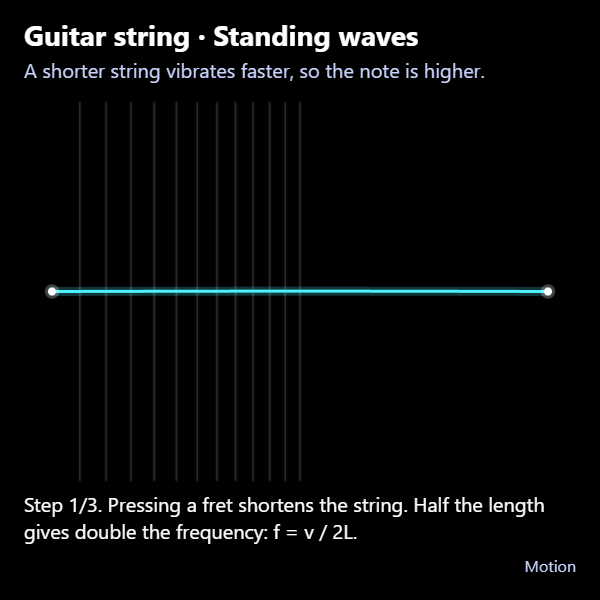 Guitar string · Standing waves
A shorter string vibrates faster, so the note is higher.
Step 1/3. Pressing a fret shortens the string. Half the length
gives double the frequency: f = v / 2L.
Motion